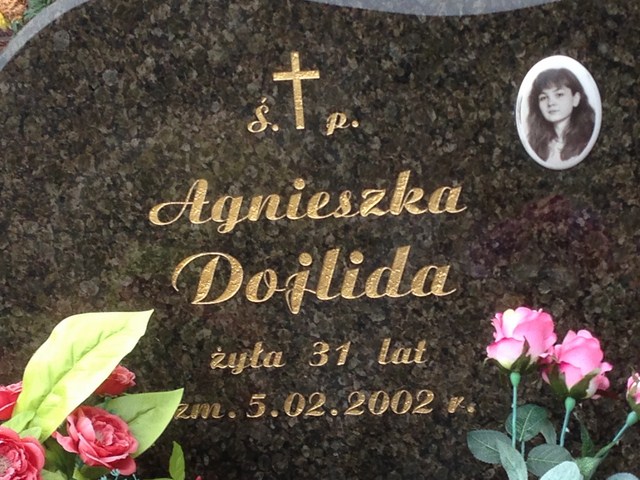 ś. p.
Agnieszka
Dojlida
żyła 31 lat
zm. 5.02.2002 r.